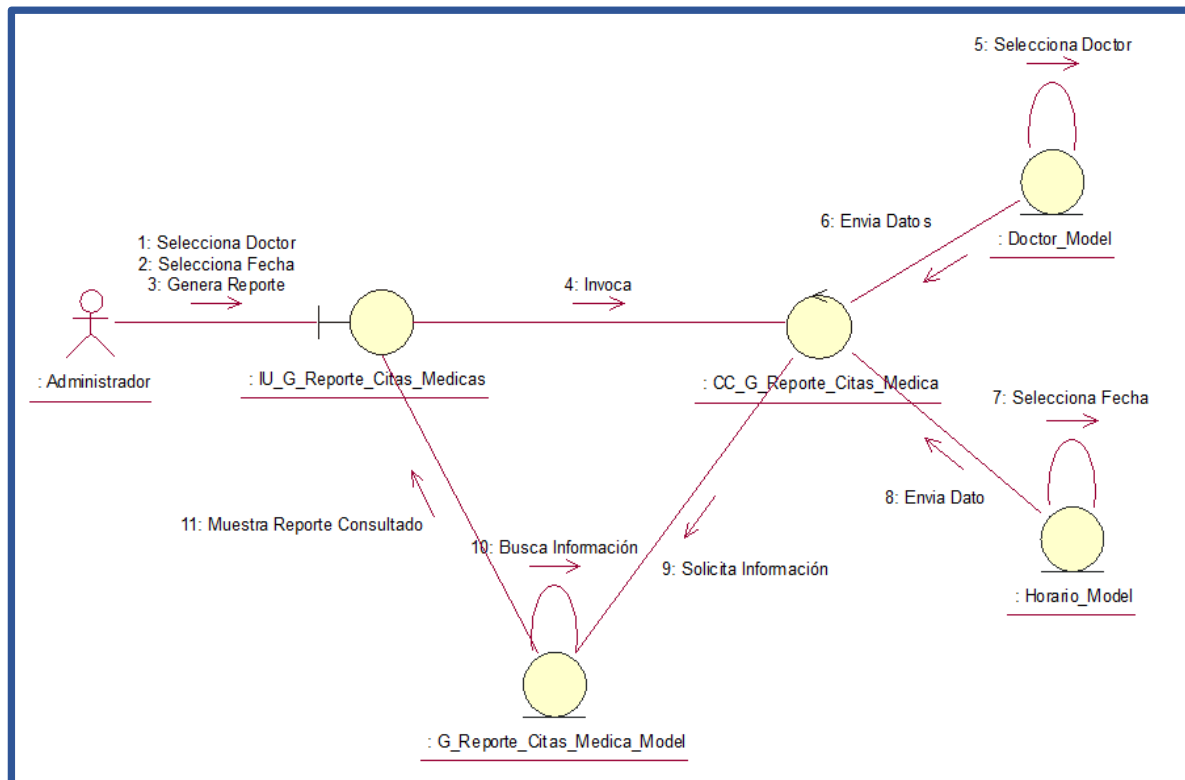 5: Selecciona Doctor
6: Envia Datos
: Doctor_Model
1: Selecciona Doctor
2: Selecciona Fecha
3: Genera Reporte
4: Invoca
: Administrador
: IU_G_Reporte_Citas_Medicas
: CC_G_Reporte_Citas_Medica
7: Selecciona Fecha
8: Envia Dato
: Horario_Model
11: Muestra Reporte Consultado
10: Busca Información
9: Solicita Información
: G_Reporte_Citas_Medica_Model